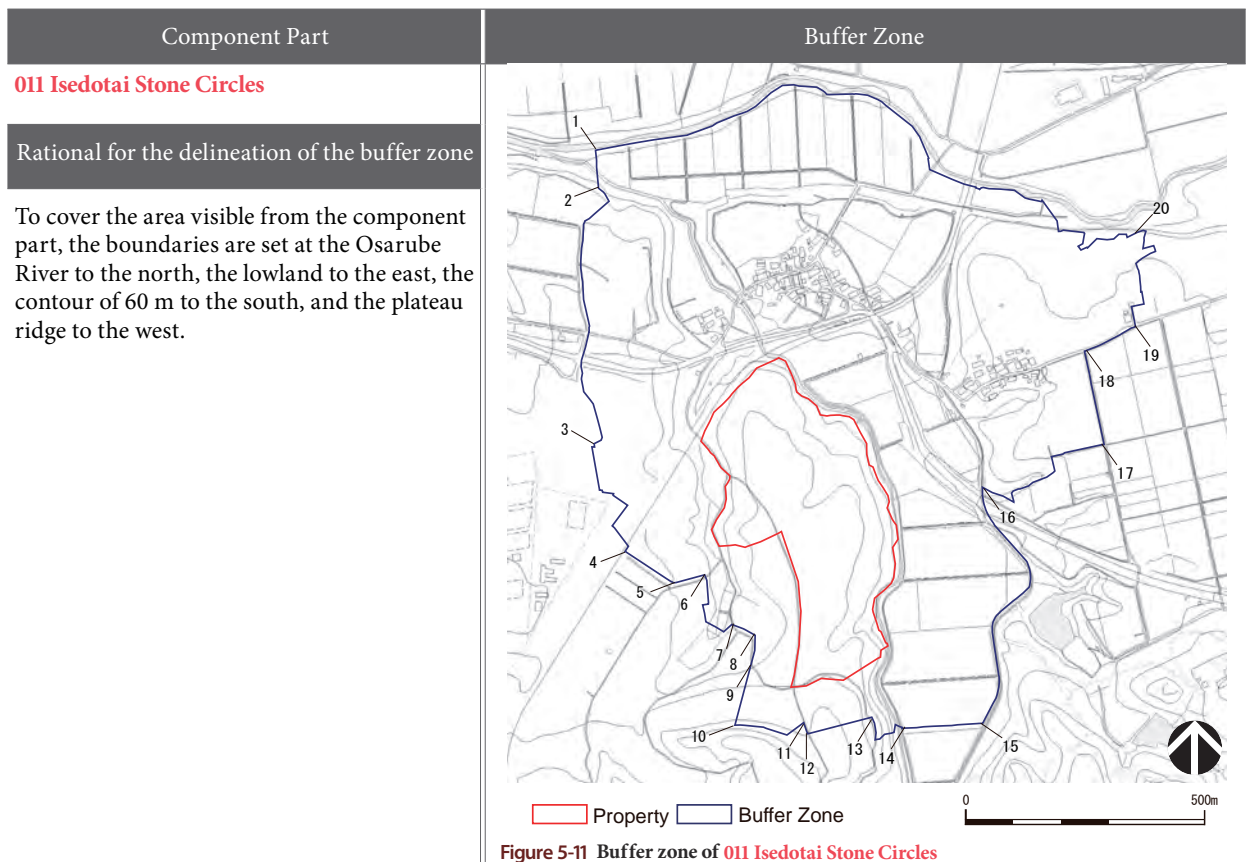 Component Part
Buffer Zone
011 Isedotai Stone Circles
Rational for the delineation of the buffer zone
To cover the area visible from the component
part, the boundaries are set at the Osarube
River to the north, the lowland to the east, the
contour of 60 m to the south, and the plateau
ridge to the west.
1
2
20
19
18
3
17
16
4
5
6
7
8
9
10
11
12
13
14
15
0 500m
Property Buffer Zone
Figure 5-11 Buffer zone of 011 Isedotai Stone Circles